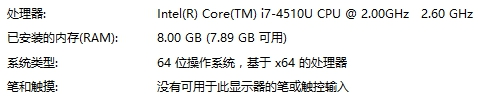 处理器: Intel(R) Core(TM) i7-4510U CPU @ 2.00GHz 2.60 GHz
已安装的内存(RAM): 8.00 GB (7.89 GB 可用)
系统类型: 64 位操作系统，基于 x64 的处理器
笔和触摸: 没有可用于此显示器的笔或触控输入